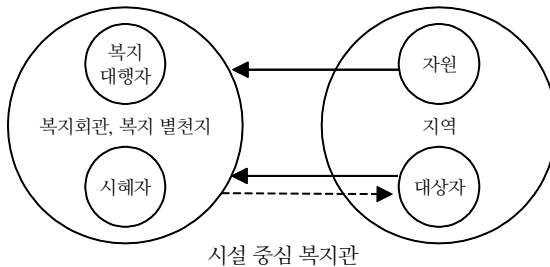 복지
대행자
자원
복지회관, 복지 별천지
지역
시혜자
대상자
시설 중심 복지관